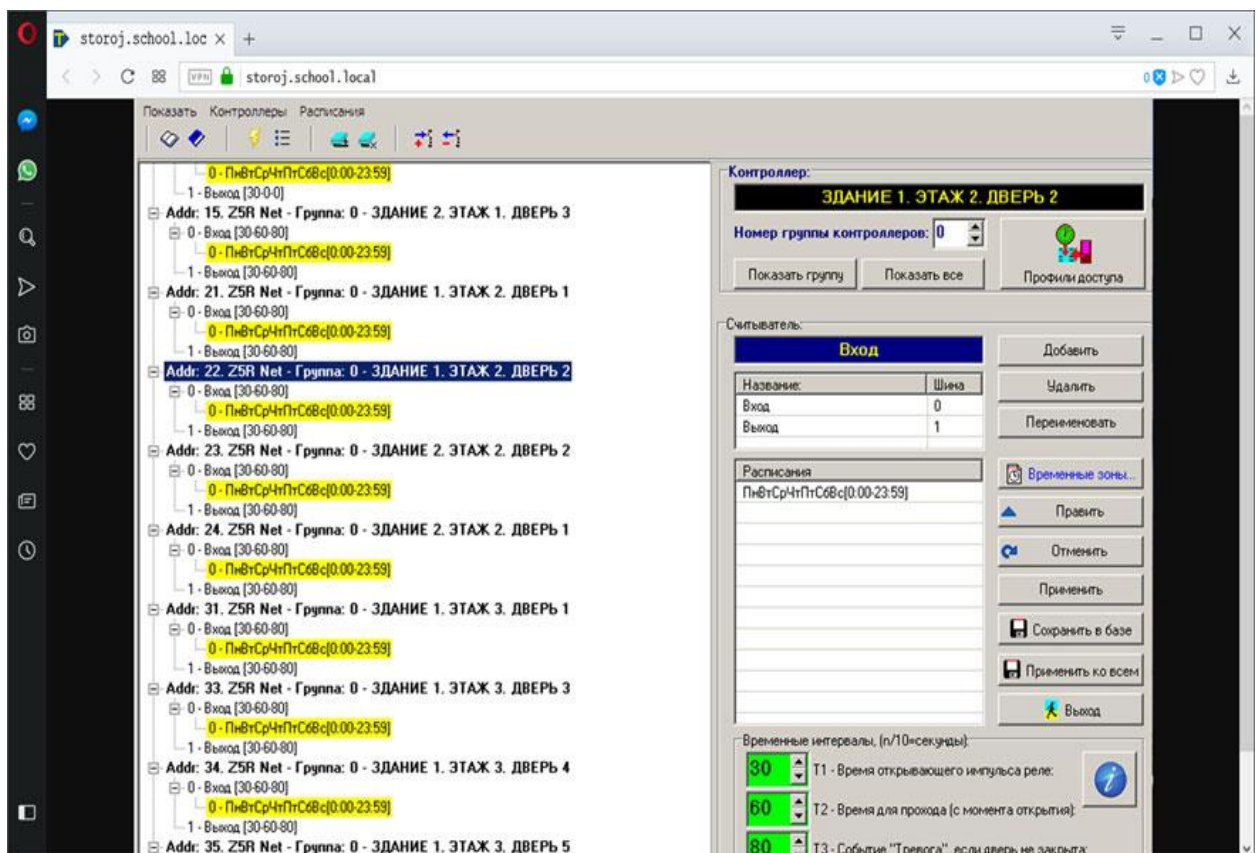 storoj.school.loc
VPN storoj.school.local 0
Показать Контроллеры Расписания
0 - ПнВтСрЧтПтСбВс[0:00-23:59]
1 - Выход [30-0-0]
Addr: 15. Z5R Net - Группа: 0 - ЗДАНИЕ 2. ЭТАЖ 1. ДВЕРЬ 3
0 - Вход [30-60-80]
0 - ПнВтСрЧтПтСбВс[0:00-23:59]
1 - Выход [30-60-80]
Addr: 21. Z5R Net - Группа: 0 - ЗДАНИЕ 1. ЭТАЖ 2. ДВЕРЬ 1
0 - Вход [30-60-80]
0 - ПнВтСрЧтПтСбВс[0:00-23:59]
1 - Выход [30-60-80]
Addr: 22. Z5R Net - Группа: 0 - ЗДАНИЕ 1. ЭТАЖ 2. ДВЕРЬ 2
0 - Вход [30-60-80]
0 - ПнВтСрЧтПтСбВс[0:00-23:59]
1 - Выход [30-60-80]
Addr: 23. Z5R Net - Группа: 0 - ЗДАНИЕ 2. ЭТАЖ 2. ДВЕРЬ 2
0 - Вход [30-60-80]
0 - ПнВтСрЧтПтСбВс[0:00-23:59]
1 - Выход [30-60-80]
Addr: 24. Z5R Net - Группа: 0 - ЗДАНИЕ 2. ЭТАЖ 2. ДВЕРЬ 1
0 - Вход [30-60-80]
0 - ПнВтСрЧтПтСбВс[0:00-23:59]
1 - Выход [30-60-80]
Addr: 31. Z5R Net - Группа: 0 - ЗДАНИЕ 1. ЭТАЖ 3. ДВЕРЬ 1
0 - Вход [30-60-80]
0 - ПнВтСрЧтПтСбВс[0:00-23:59]
1 - Выход [30-60-80]
Addr: 33. Z5R Net - Группа: 0 - ЗДАНИЕ 1. ЭТАЖ 3. ДВЕРЬ 3
0 - Вход [30-60-80]
0 - ПнВтСрЧтПтСбВс[0:00-23:59]
1 - Выход [30-60-80]
Addr: 34. Z5R Net - Группа: 0 - ЗДАНИЕ 1. ЭТАЖ 3. ДВЕРЬ 4
0 - Вход [30-60-80]
0 - ПнВтСрЧтПтСбВс[0:00-23:59]
1 - Выход [30-60-80]
Addr: 35. Z5R Net - Группа: 0 - ЗДАНИЕ 1. ЭТАЖ 3. ДВЕРЬ 5
Контроллер:
ЗДАНИЕ 1. ЭТАЖ 2. ДВЕРЬ 2
Номер группы контроллеров: 0
Показать группу Показать все Профили доступа
Считыватель:
Вход
Название: Шина
Вход 0
Выход 1
Расписания
ПнВтСрЧтПтСбВс[0:00-23:59]
Добавить
Удалить
Переименовать
Временные зоны...
Править
Отменить
Применить
Сохранить в базе
Применить ко всем
Выход
Временные интервалы, (n/10=секунды):
30 T1 - Время открывающего импульса реле:
60 T2 - Время для прохода (с момента открытия):
80 T3 - Событие "Тревога", если дверь не закрыта: